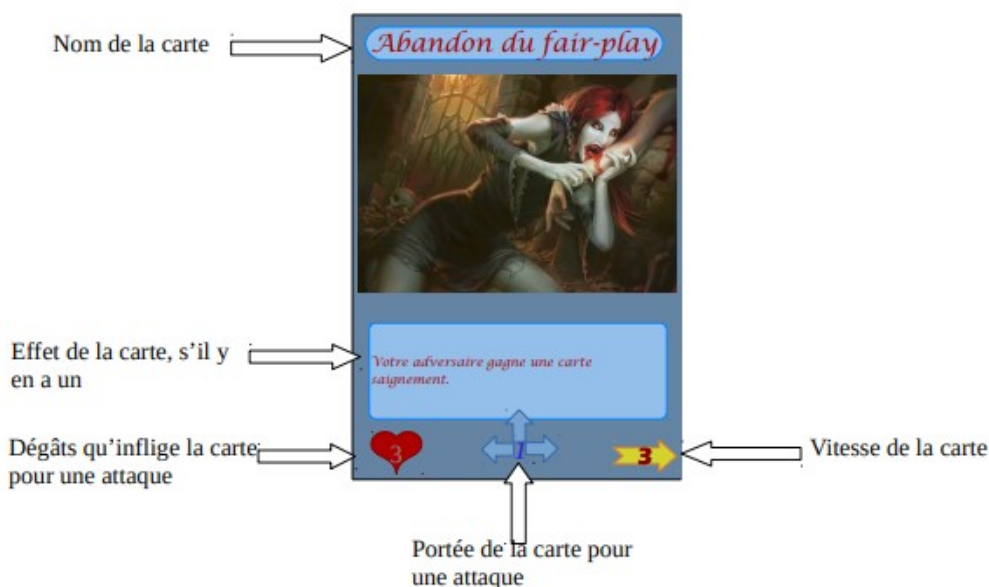 Nom de la carte
Abandon du fair-play
Effet de la carte, s'il y
en a un
Votre adversaire gagne une carte
saignement.
Dégâts qu'inflige la carte
pour une attaque
3
1
3
Vitesse de la carte
Portée de la carte pour
une attaque